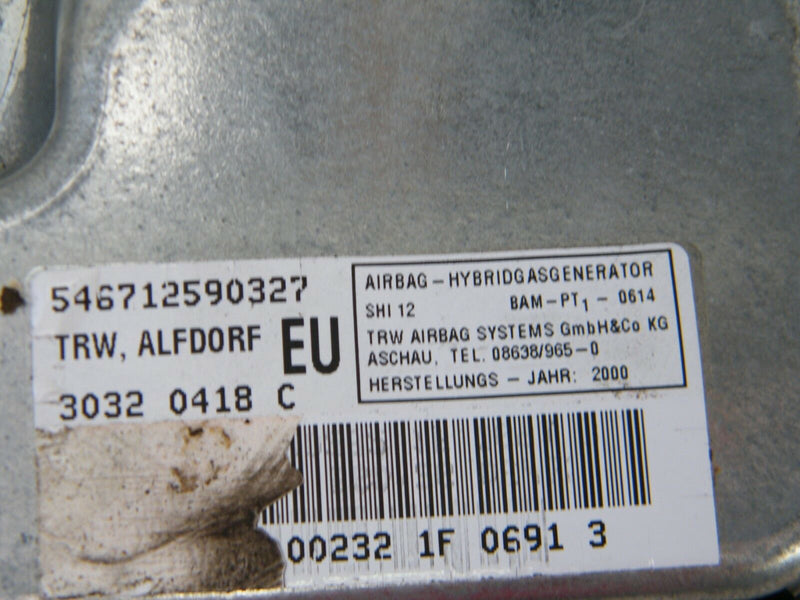 546712590327
TRW, ALFDORF EU
3032 0418 C
AIRBAG – HYBRIDGASGENERATOR
SHI 12 BAM–PT1 – 0614
TRW AIRBAG SYSTEMS GmbH&Co KG
ASCHAU, TEL. 08638/965–0
HERSTELLUNGS – JAHR: 2000
00232 1F 0691 3